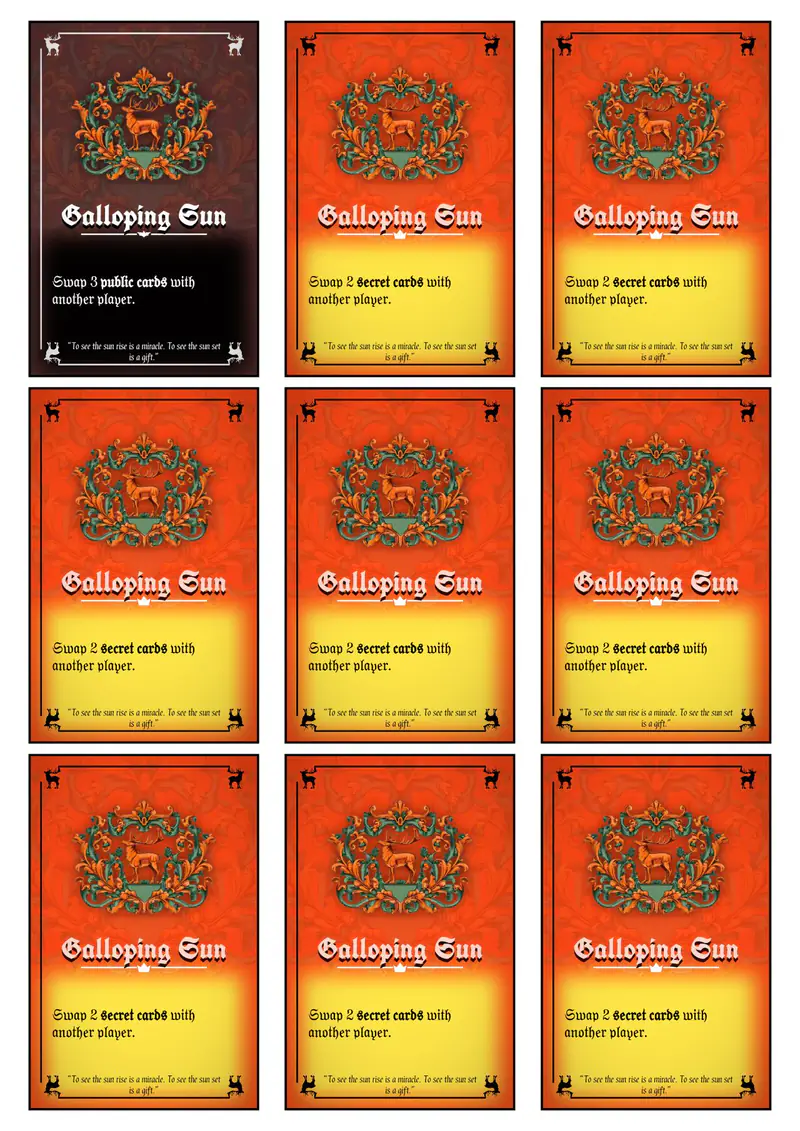 Galloping Sun
Swap 3 public cards with
another player.
"To see the sun rise is a miracle. To see the sun set
is a gift."
Galloping Sun
Swap 2 secret cards with
another player.
"To see the sun rise is a miracle. To see the sun set
is a gift."
Galloping Sun
Swap 2 secret cards with
another player.
"To see the sun rise is a miracle. To see the sun set
is a gift."
Galloping Sun
Swap 2 secret cards with
another player.
"To see the sun rise is a miracle. To see the sun set
is a gift."
Galloping Sun
Swap 2 secret cards with
another player.
"To see the sun rise is a miracle. To see the sun set
is a gift."
Galloping Sun
Swap 2 secret cards with
another player.
"To see the sun rise is a miracle. To see the sun set
is a gift."
Galloping Sun
Swap 2 secret cards with
another player.
"To see the sun rise is a miracle. To see the sun set
is a gift."
Galloping Sun
Swap 2 secret cards with
another player.
"To see the sun rise is a miracle. To see the sun set
is a gift."
Galloping Sun
Swap 2 secret cards with
another player.
"To see the sun rise is a miracle. To see the sun set
is a gift."